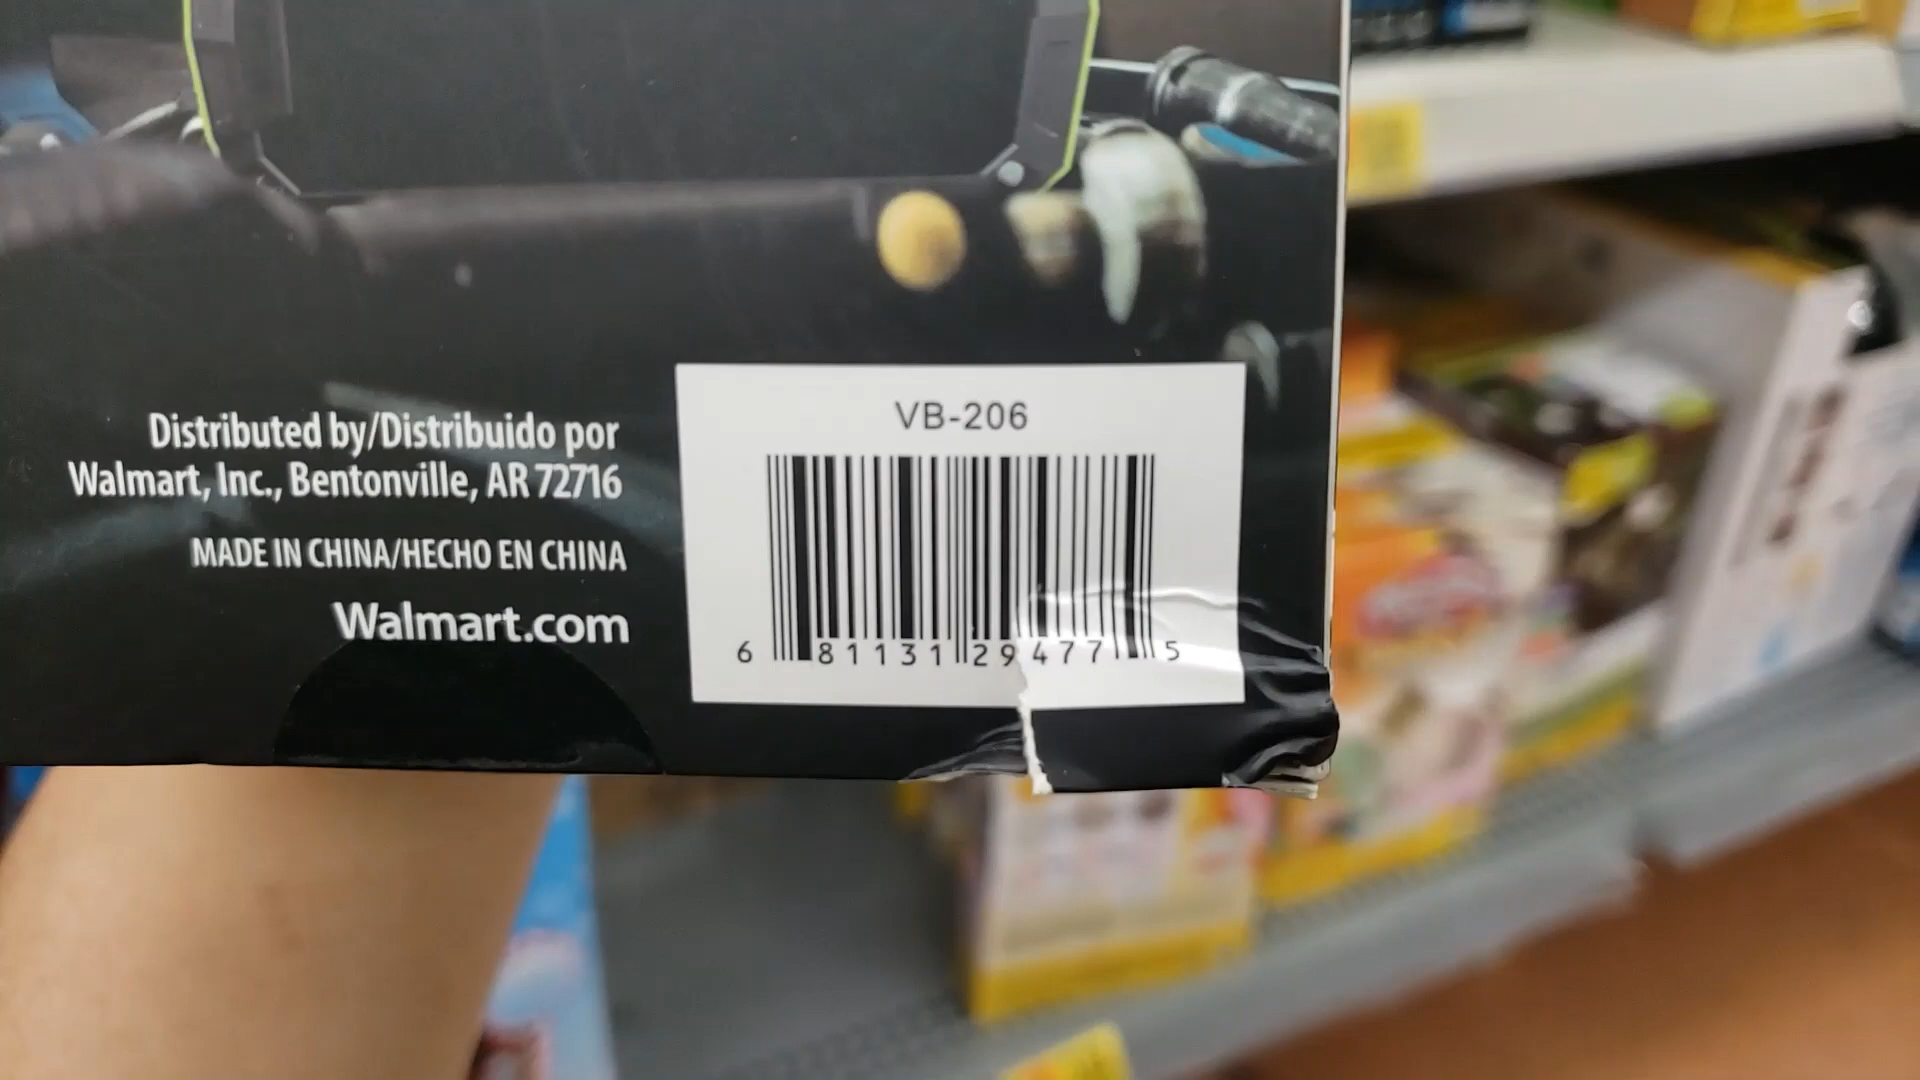 Distributed by/Distribuido por
Walmart, Inc., Bentonville, AR 72716
MADE IN CHINA/HECHO EN CHINA
Walmart.com
VB-206
6 81131 29477 5